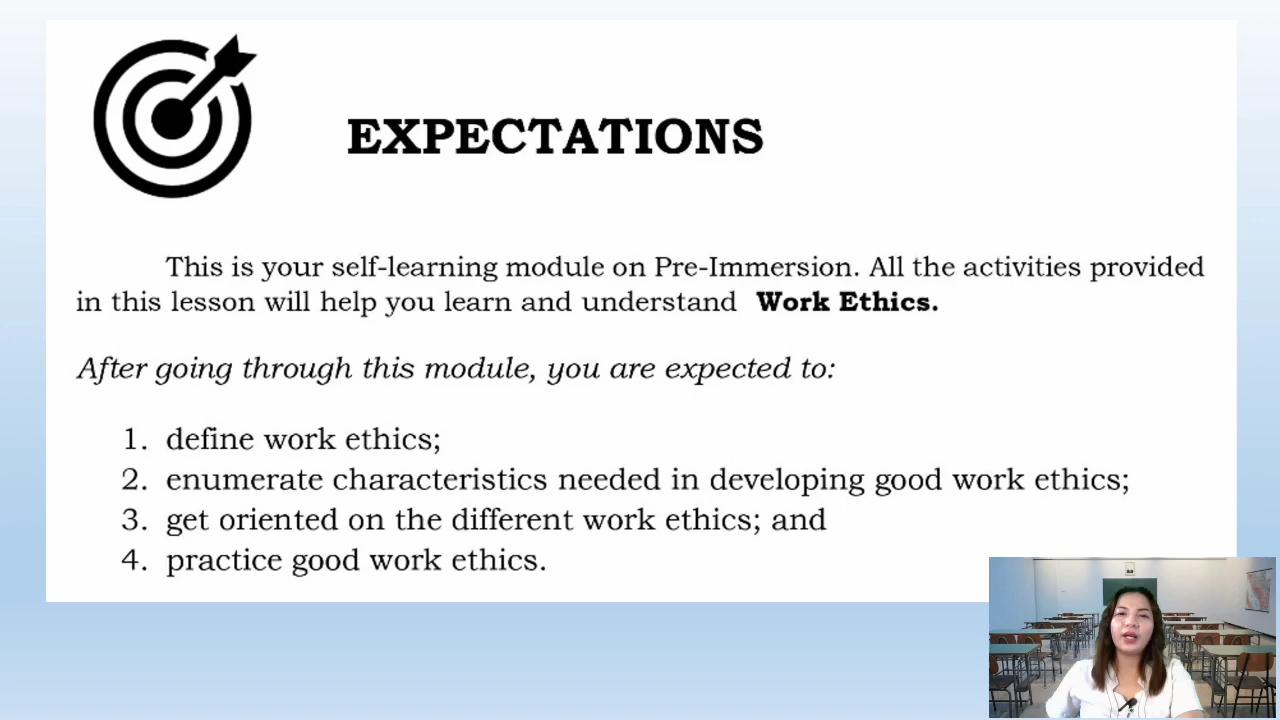 EXPECTATIONS
This is your self-learning module on Pre-Immersion. All the activities provided
in this lesson will help you learn and understand Work Ethics.
After going through this module, you are expected to:
1. define work ethics;
2. enumerate characteristics needed in developing good work ethics;
3. get oriented on the different work ethics; and
4. practice good work ethics.